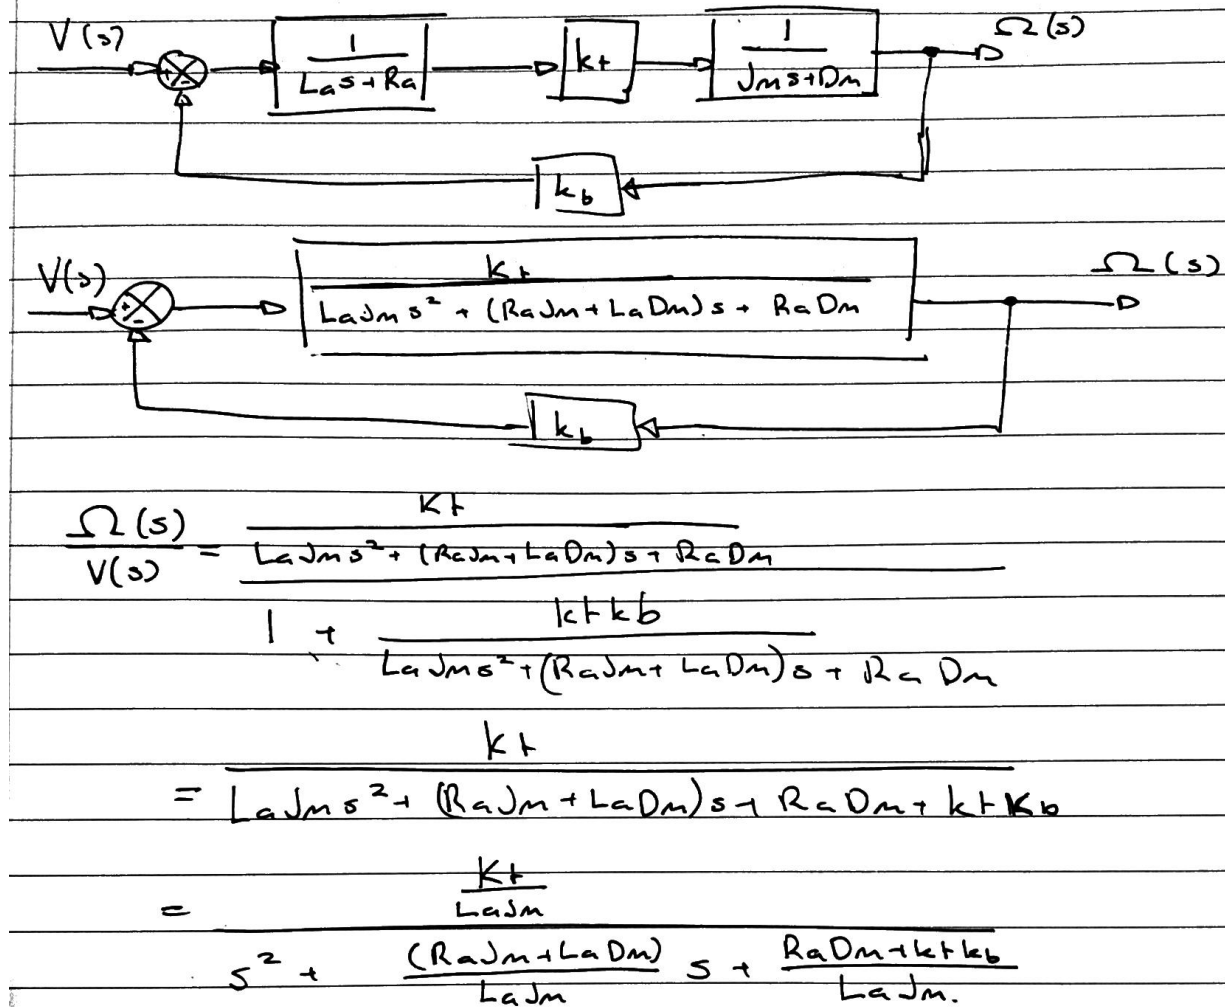 V(s) + - 1/(Las+Ra) kt 1/(Jms+Dm) Ω(s)
kb
V(s) + - Kt/(LaJms² + (RaJm + LaDm)s + RaDm) Ω(s)
kb
Ω(s)/V(s) = Kt/(LaJms² + (RaJm+LaDm)s + RaDm)
1 + ktkb/(LaJms² + (RaJm + LaDm)s + RaDm)
= kt/(LaJms² + (RaJm + LaDm)s + RaDm + ktKb)
= Kt/LaJm
s² + (RaJm+LaDm)/LaJm s + RaDm+ktkb/LaJm.